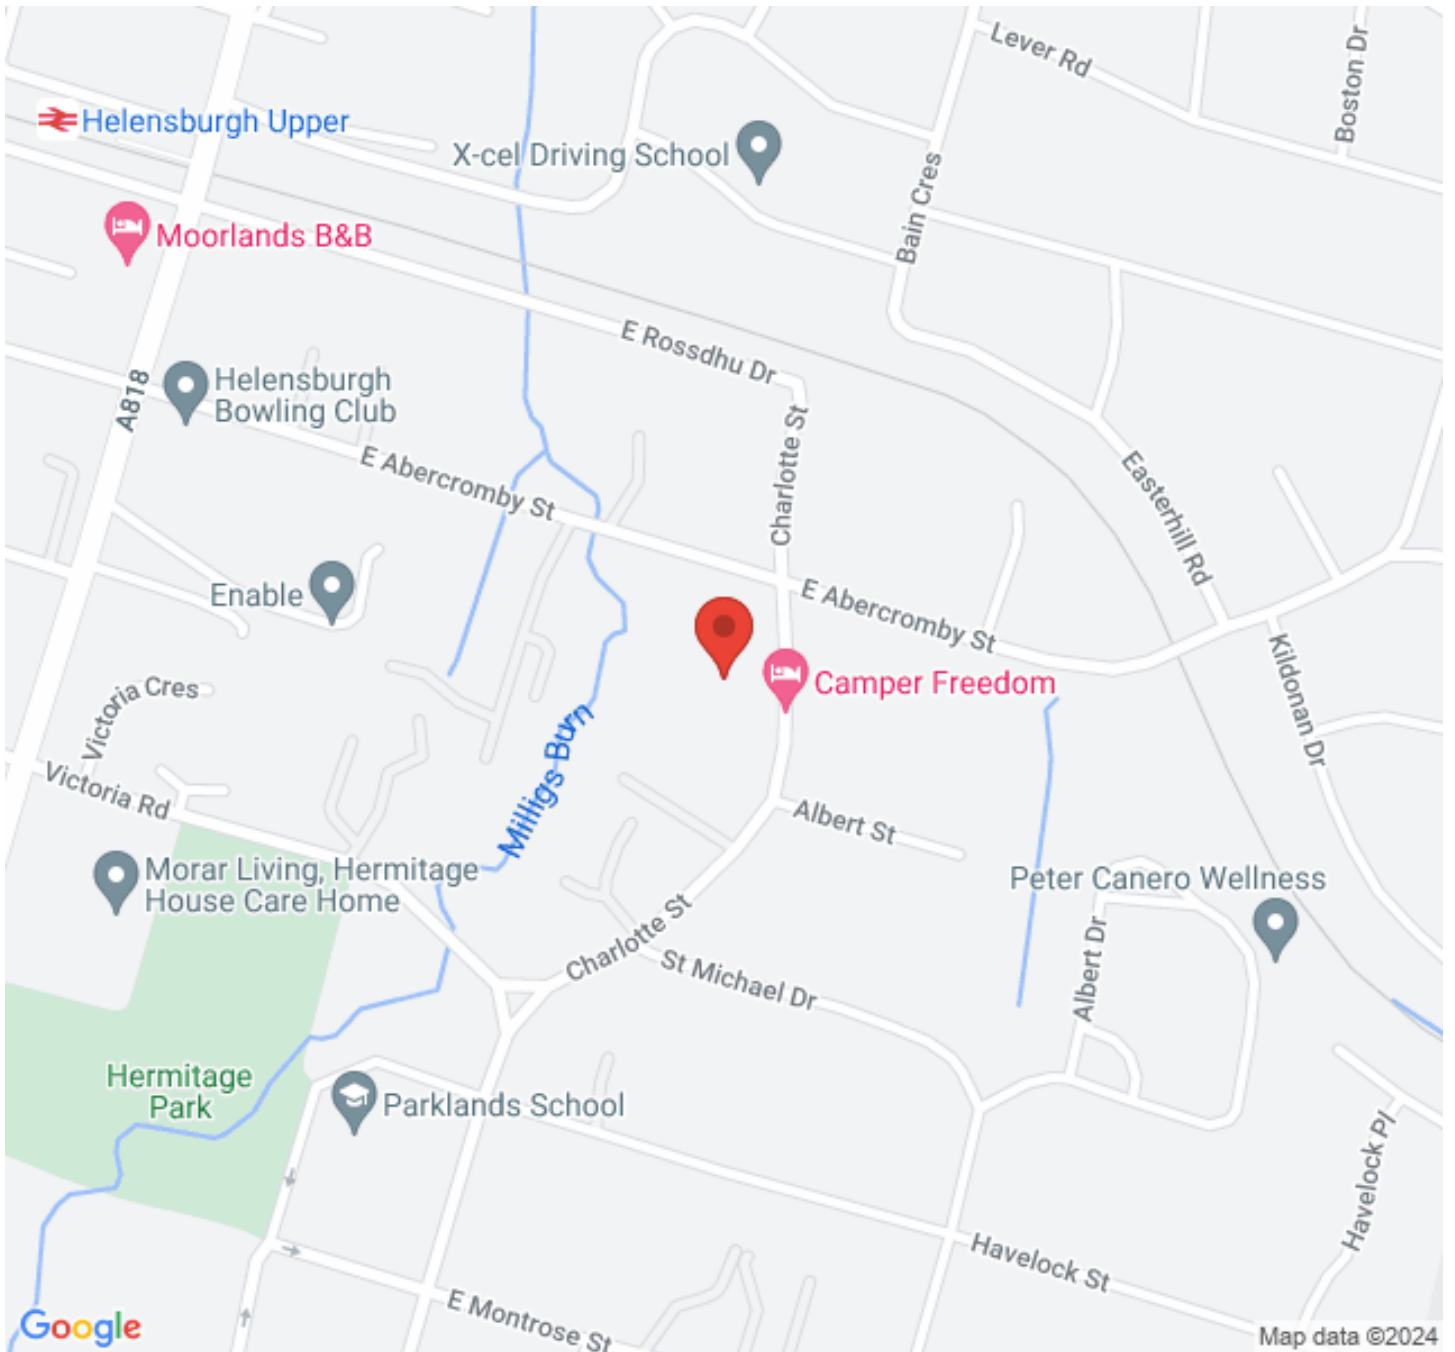 Lever Rd
Boston Dr
Helensburgh Upper
X-cel Driving School
Bain Cres
Moorlands B&B
E Rossdhu Dr
A818
Helensburgh
Bowling Club
Charlotte St
E Abercromby St
Easterhill Rd
Enable
E Abercromby St
Camper Freedom
Kildonan Dr
Victoria Cres
Victoria Rd
Milligs Burn
Albert St
Morar Living, Hermitage
House Care Home
Peter Canero Wellness
Charlotte St
St Michael Dr
Albert Dr
Hermitage
Park
Parklands School
Havelock Pl
Havelock St
E Montrose St
Google
Map data ©2024